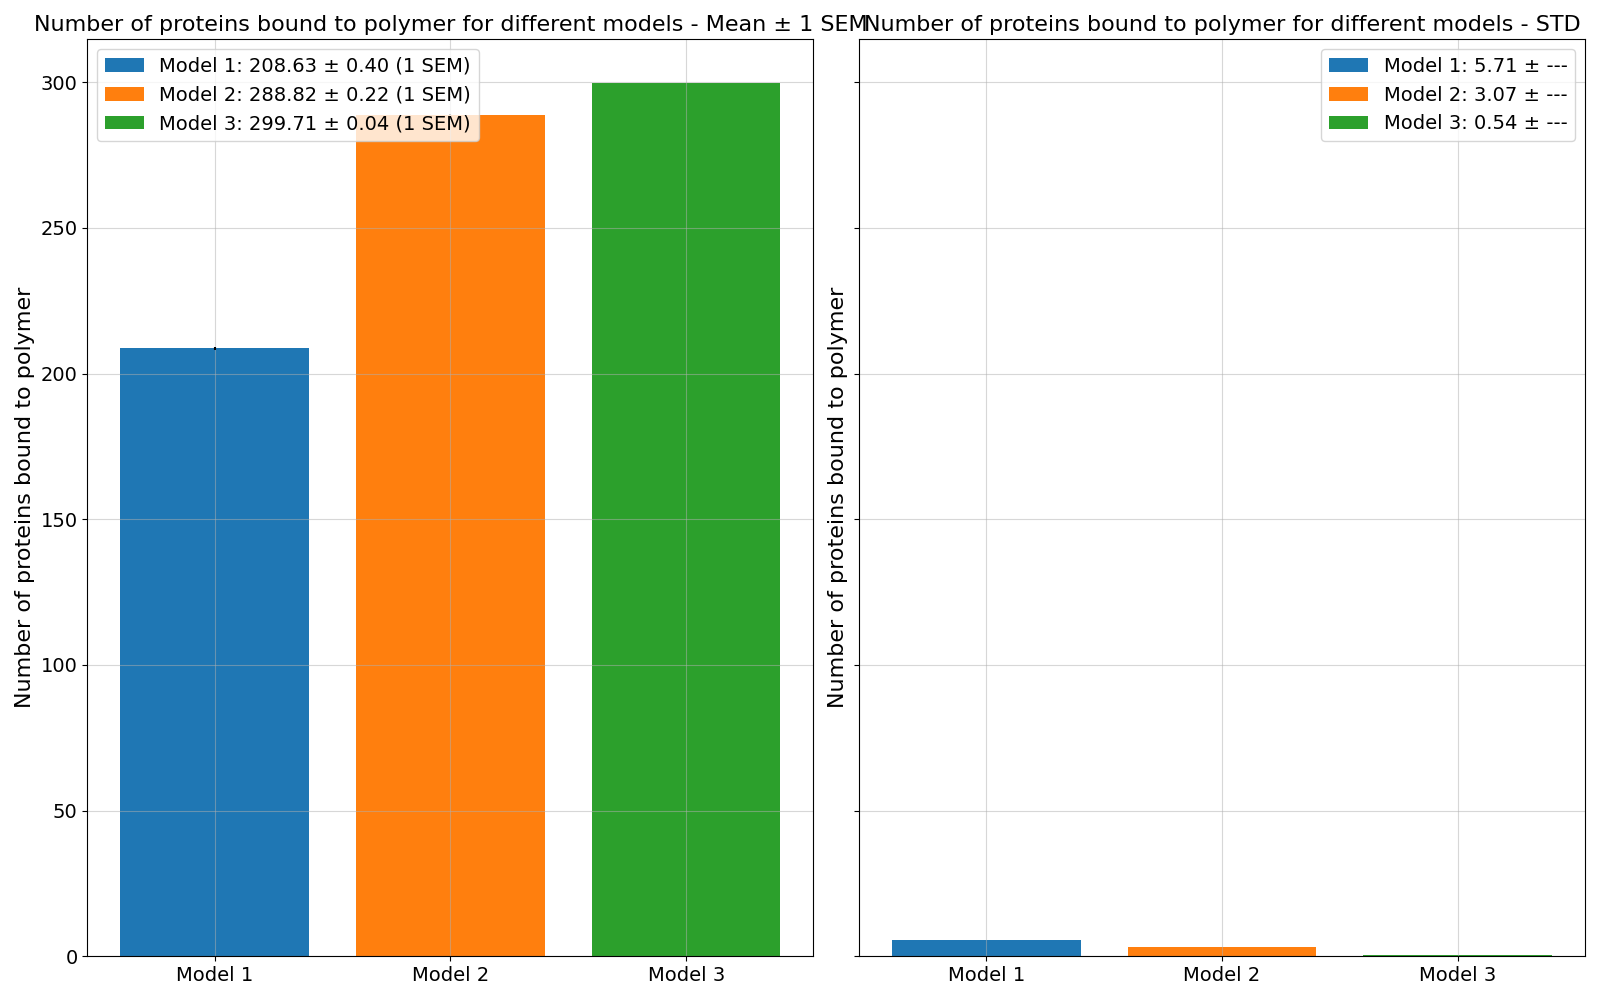 Number of proteins bound to polymer for different models - Mean ± 1 SEM
Model 1: 208.63 ± 0.40 (1 SEM)
Model 2: 288.82 ± 0.22 (1 SEM)
Model 3: 299.71 ± 0.04 (1 SEM)
Number of proteins bound to polymer
300
250
200
150
100
50
0
Model 1
Model 2
Model 3
Number of proteins bound to polymer for different models - STD
Model 1: 5.71 ± ---
Model 2: 3.07 ± ---
Model 3: 0.54 ± ---
Number of proteins bound to polymer
Model 1
Model 2
Model 3